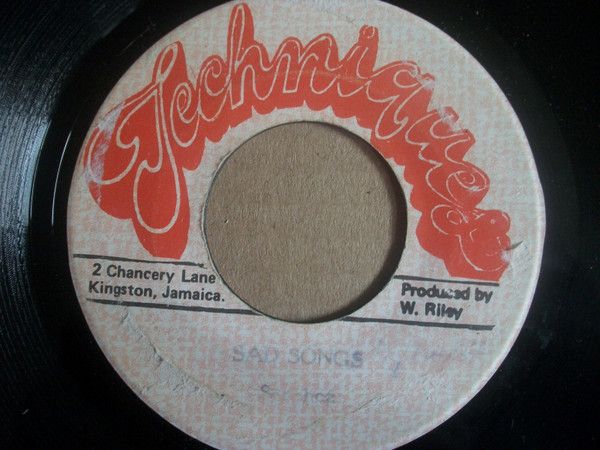 Techniques
2 Chancery Lane
Kingston, Jamaica.
Produced by
W. Riley
SAD SONGS